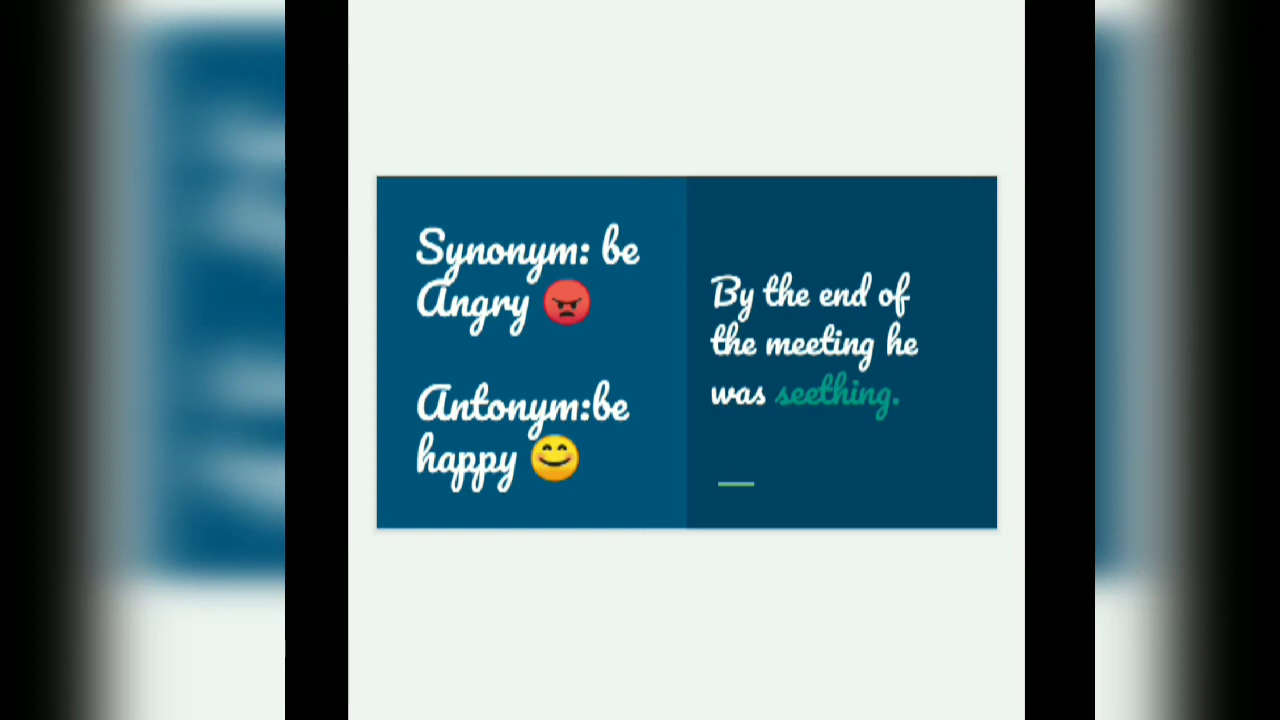 Synonym: be
Angry 😡
Antonym:be
happy 😊
By the end of
the meeting he
was seething.